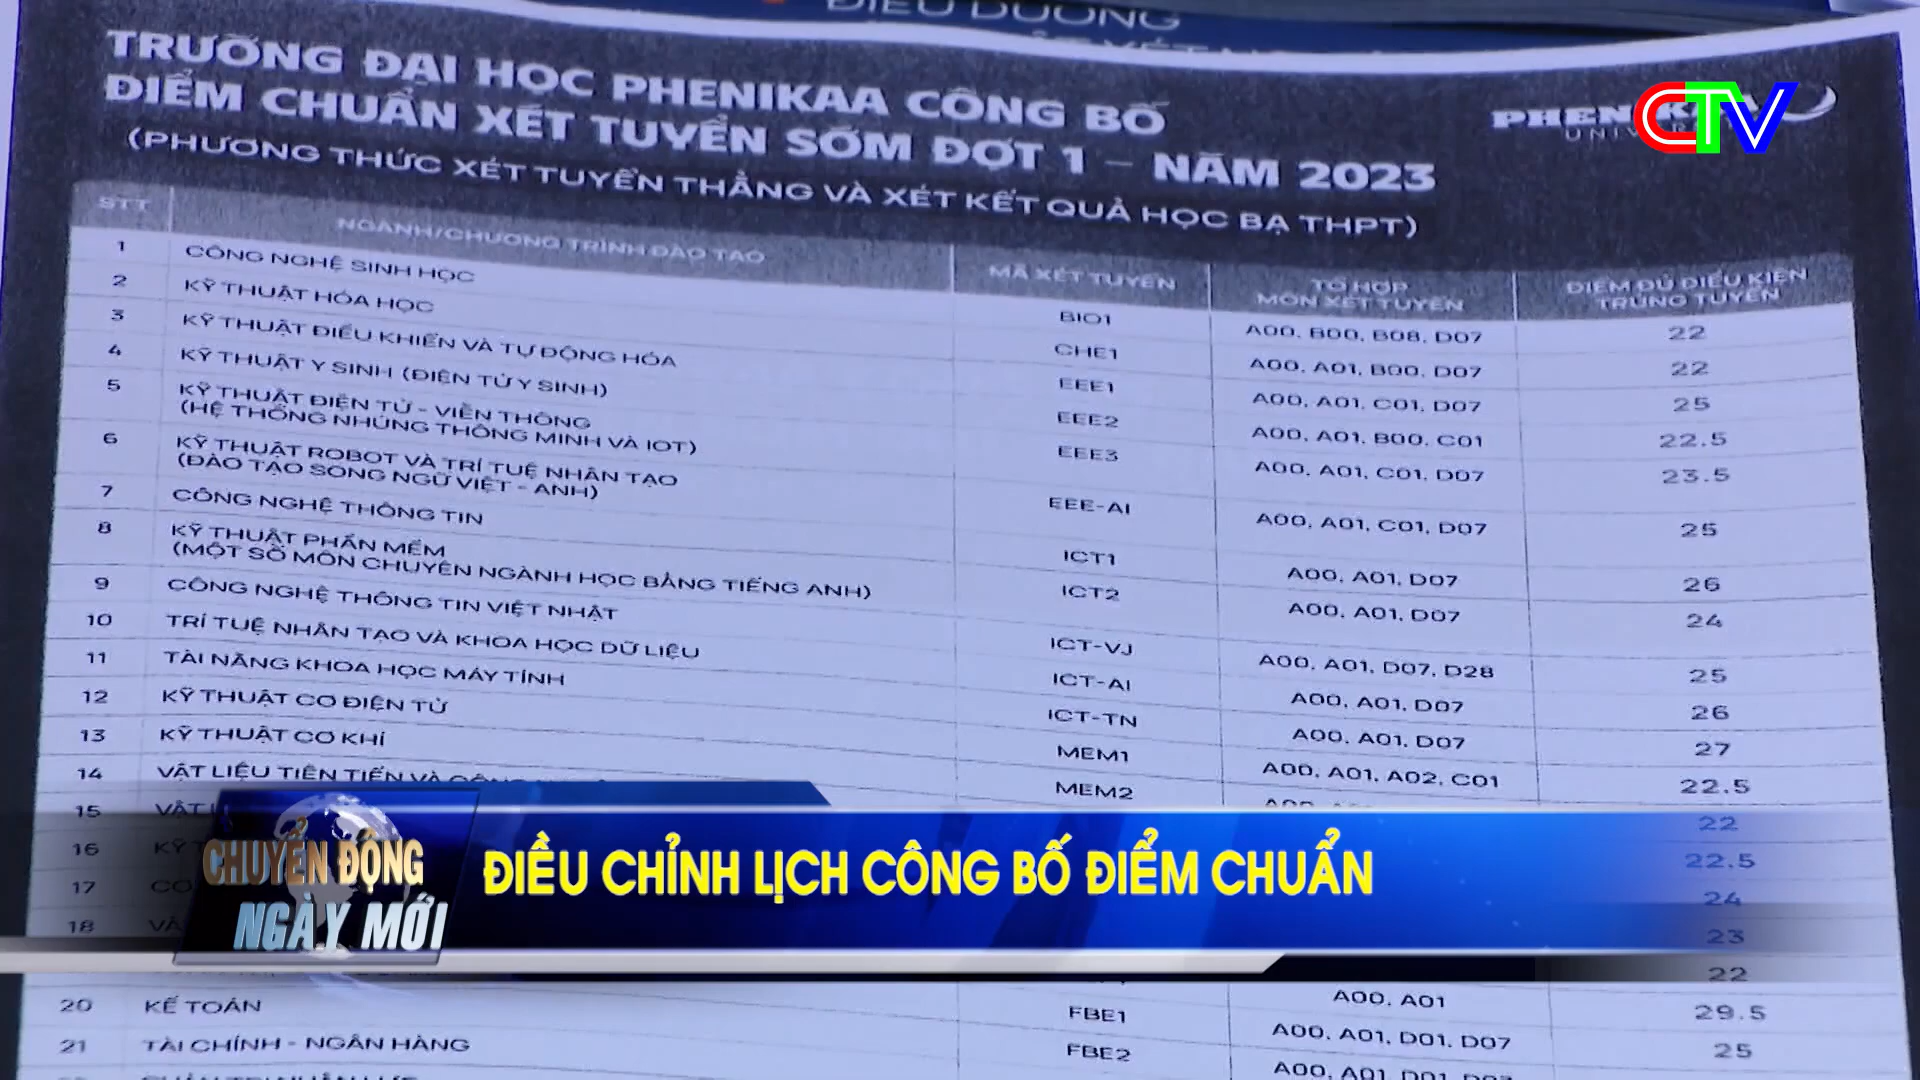 ĐIỀU DƯỠNG
TRƯỜNG ĐẠI HỌC PHENIKAA CÔNG BỐ
ĐIỂM CHUẨN XÉT TUYỂN SỚM ĐỢT 1 – NĂM 2023
(PHƯƠNG THỨC XÉT TUYỂN THẲNG VÀ XÉT KẾT QUẢ HỌC BẠ THPT)
CTV
STT NGÀNH/CHƯƠNG TRÌNH ĐÀO TẠO MÃ XÉT TUYỂN TỔ HỢP MÔN XÉT TUYỂN ĐIỂM ĐỦ ĐIỀU KIỆN TRÚNG TUYỂN
1 CÔNG NGHỆ SINH HỌC BIO1 A00, B00, B08, D07 22
2 KỸ THUẬT HÓA HỌC CHE1 A00, A01, B00, D07 22
3 KỸ THUẬT ĐIỀU KHIỂN VÀ TỰ ĐỘNG HÓA EEE1 A00, A01, C01, D07 25
4 KỸ THUẬT Y SINH (ĐIỆN TỬ Y SINH) EEE2 A00, A01, B00, C01 22.5
5 KỸ THUẬT ĐIỆN TỬ - VIỄN THÔNG
(HỆ THỐNG NHÚNG THÔNG MINH VÀ IOT) EEE3 A00, A01, C01, D07 23.5
6 KỸ THUẬT ROBOT VÀ TRÍ TUỆ NHÂN TẠO
(ĐÀO TẠO SONG NGỮ VIỆT - ANH) EEE-AI A00, A01, C01, D07 25
7 CÔNG NGHỆ THÔNG TIN ICT1 A00, A01, D07 26
8 KỸ THUẬT PHẦN MỀM
(MỘT SỐ MÔN CHUYÊN NGÀNH HỌC BẰNG TIẾNG ANH) ICT2 A00, A01, D07 24
9 CÔNG NGHỆ THÔNG TIN VIỆT NHẬT ICT-VJ A00, A01, D07, D28 25
10 TRÍ TUỆ NHÂN TẠO VÀ KHOA HỌC DỮ LIỆU ICT-AI A00, A01, D07 26
11 TÀI NĂNG KHOA HỌC MÁY TÍNH ICT-TN A00, A01, D07 27
12 KỸ THUẬT CƠ ĐIỆN TỬ MEM1 A00, A01, A02, C01 22.5
13 KỸ THUẬT CƠ KHÍ MEM2 22
14 VẬT LIỆU TIÊN TIẾN VÀ 22.5
15 24
16 23
17 22
18
CHUYỂN ĐỘNG
NGÀY MỚI
ĐIỀU CHỈNH LỊCH CÔNG BỐ ĐIỂM CHUẨN
A00, A01 29.5
20 KẾ TOÁN FBE1 A00, A01, D01, D07 25
21 TÀI CHÍNH - NGÂN HÀNG FBE2 A00, A01, D01